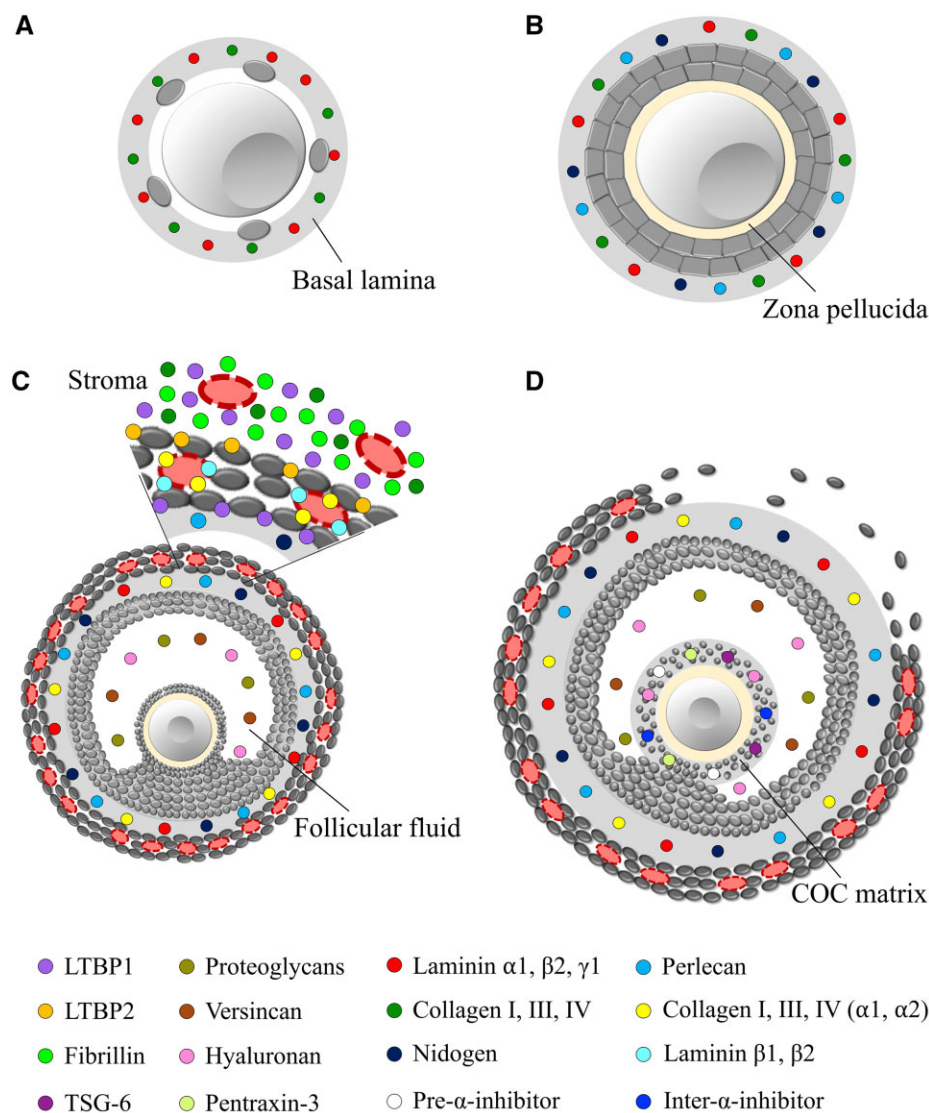 A
B
Basal lamina
Zona pellucida
C
Stroma
D
Follicular fluid
COC matrix
LTBP1
Proteoglycans
Laminin α1, β2, γ1
Perlecan
LTBP2
Versincan
Collagen I, III, IV
Collagen I, III, IV (α1, α2)
Fibrillin
Hyaluronan
Nidogen
Laminin β1, β2
TSG-6
Pentraxin-3
Pre-α-inhibitor
Inter-α-inhibitor